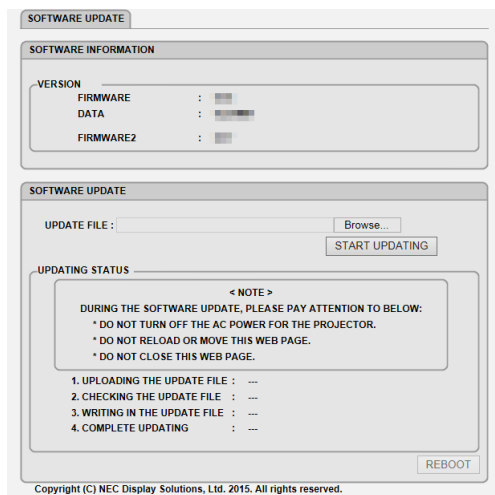 SOFTWARE UPDATE
SOFTWARE INFORMATION
VERSION
FIRMWARE :
DATA :
FIRMWARE2 :
SOFTWARE UPDATE
UPDATE FILE : Browse...
START UPDATING
UPDATING STATUS
< NOTE >
DURING THE SOFTWARE UPDATE, PLEASE PAY ATTENTION TO BELOW:
* DO NOT TURN OFF THE AC POWER FOR THE PROJECTOR.
* DO NOT RELOAD OR MOVE THIS WEB PAGE.
* DO NOT CLOSE THIS WEB PAGE.
1. UPLOADING THE UPDATE FILE : ---
2. CHECKING THE UPDATE FILE : ---
3. WRITING IN THE UPDATE FILE : ---
4. COMPLETE UPDATING : ---
REBOOT
Copyright (C) NEC Display Solutions, Ltd. 2015. All rights reserved.